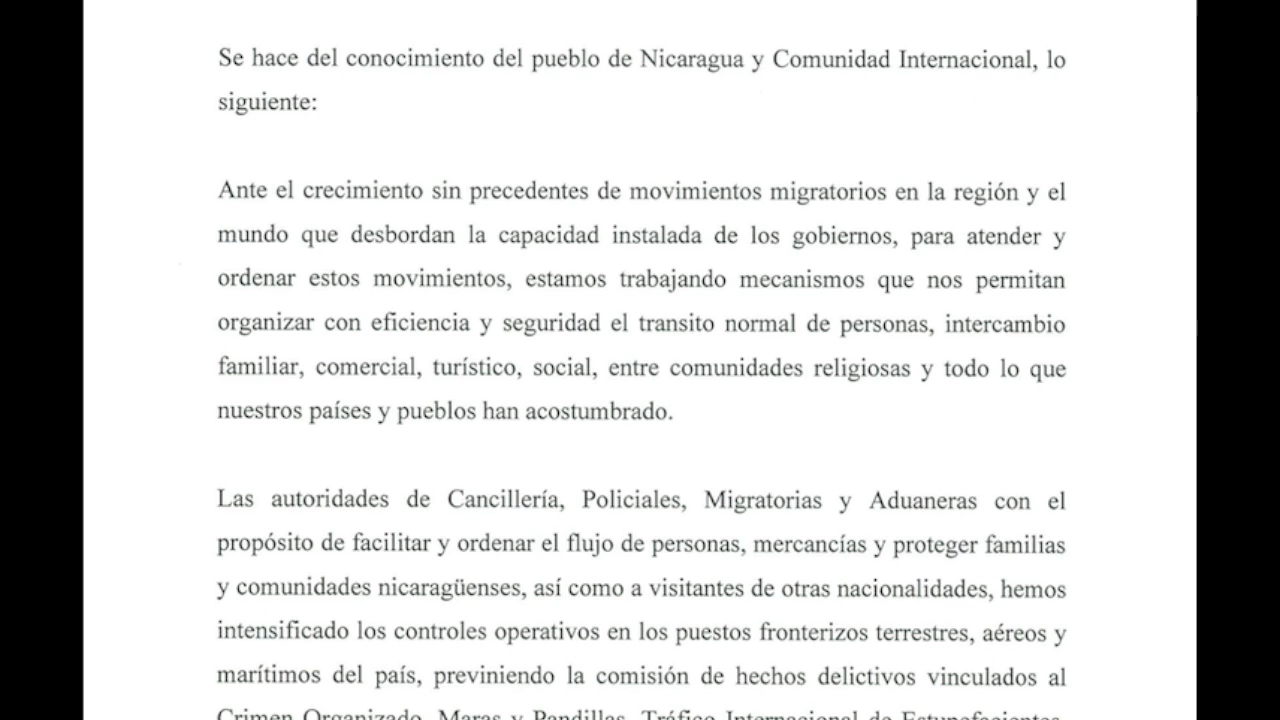 Se hace del conocimiento del pueblo de Nicaragua y Comunidad Internacional, lo
siguiente:
Ante el crecimiento sin precedentes de movimientos migratorios en la región y el
mundo que desbordan la capacidad instalada de los gobiernos, para atender y
ordenar estos movimientos, estamos trabajando mecanismos que nos permitan
organizar con eficiencia y seguridad el transito normal de personas, intercambio
familiar, comercial, turístico, social, entre comunidades religiosas y todo lo que
nuestros países y pueblos han acostumbrado.
Las autoridades de Cancillería, Policiales, Migratorias y Aduaneras con el
propósito de facilitar y ordenar el flujo de personas, mercancías y proteger familias
y comunidades nicaragüenses, así como a visitantes de otras nacionalidades, hemos
intensificado los controles operativos en los puestos fronterizos terrestres, aéreos y
marítimos del país, previniendo la comisión de hechos delictivos vinculados al
Crimen Organizado, Maras y Pandillas, Tráfico Internacional de Estupefacientes,